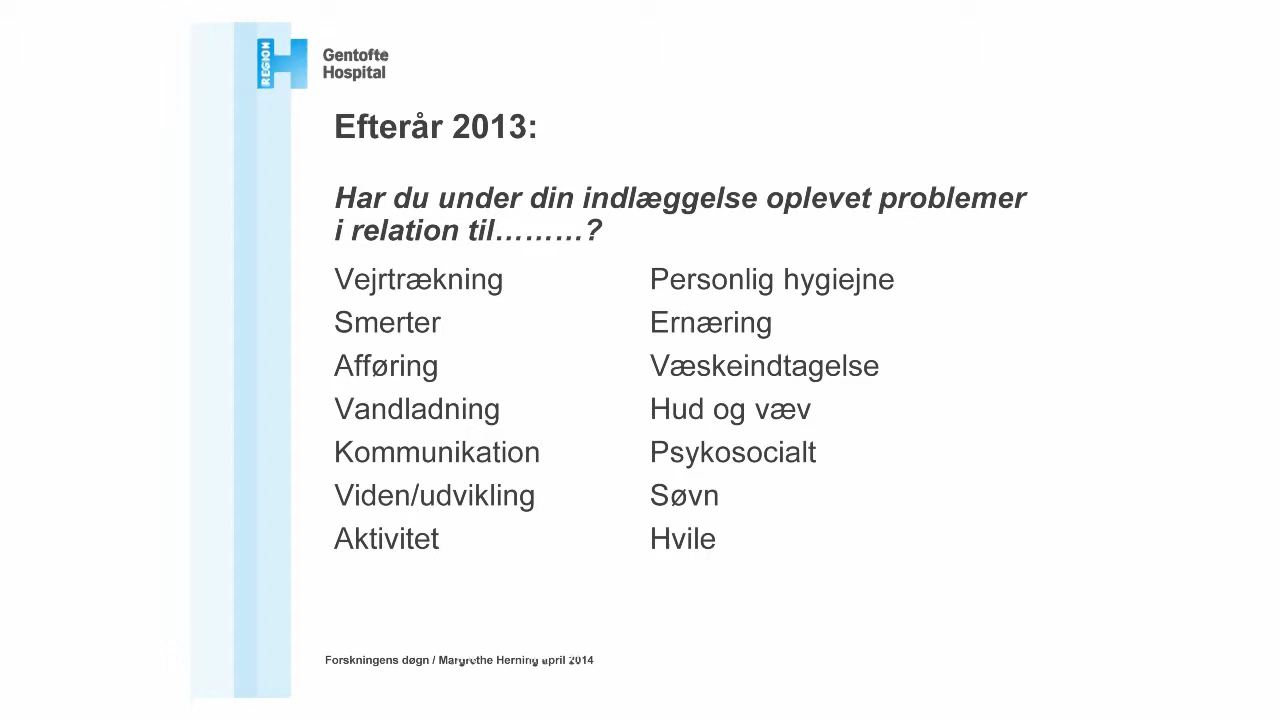 REGION
Gentofte
Hospital
Efterår 2013:
Har du under din indlæggelse oplevet problemer
i relation til………?
Vejrtrækning
Smerter
Afføring
Vandladning
Kommunikation
Viden/udvikling
Aktivitet
Personlig hygiejne
Ernæring
Væskeindtagelse
Hud og væv
Psykosocialt
Søvn
Hvile
Forskningens døgn / Margrethe Herning april 2014